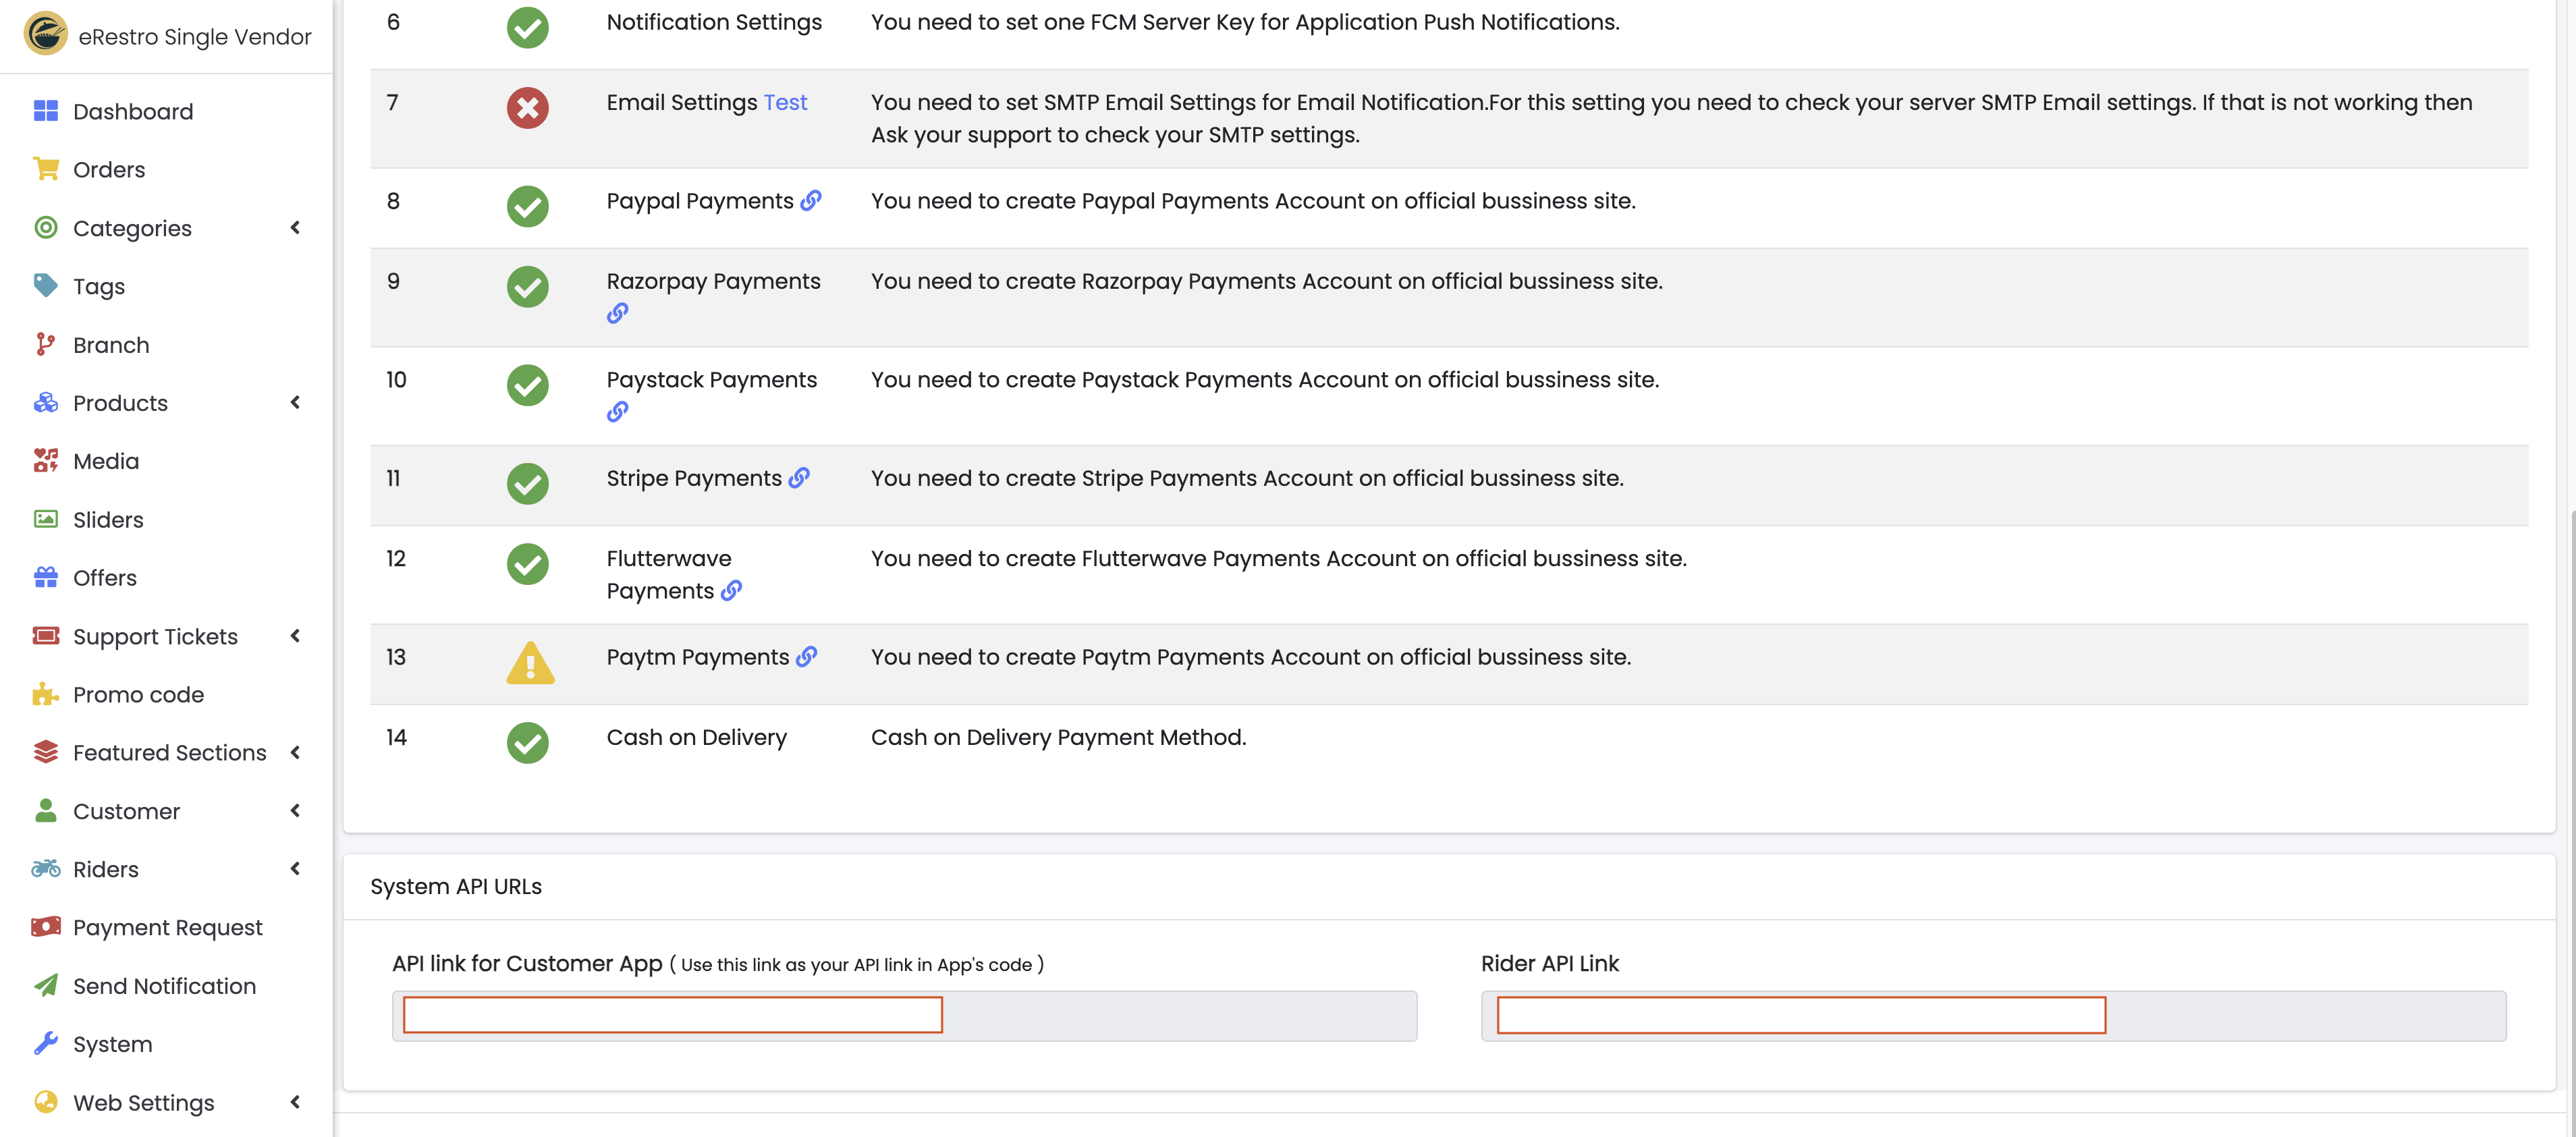 eRestro Single Vendor
Dashboard
Orders
Categories
Tags
Branch
Products
Media
Sliders
Offers
Support Tickets
Promo code
Featured Sections
Customer
Riders
Payment Request
Send Notification
System
Web Settings
6 Notification Settings You need to set one FCM Server Key for Application Push Notifications.
7 Email Settings Test You need to set SMTP Email Settings for Email Notification.For this setting you need to check your server SMTP Email settings. If that is not working then
Ask your support to check your SMTP settings.
8 Paypal Payments You need to create Paypal Payments Account on official bussiness site.
9 Razorpay Payments You need to create Razorpay Payments Account on official bussiness site.
10 Paystack Payments You need to create Paystack Payments Account on official bussiness site.
11 Stripe Payments You need to create Stripe Payments Account on official bussiness site.
12 Flutterwave You need to create Flutterwave Payments Account on official bussiness site.
Payments
13 Paytm Payments You need to create Paytm Payments Account on official bussiness site.
14 Cash on Delivery Cash on Delivery Payment Method.
System API URLs
API link for Customer App ( Use this link as your API link in App's code )
Rider API Link